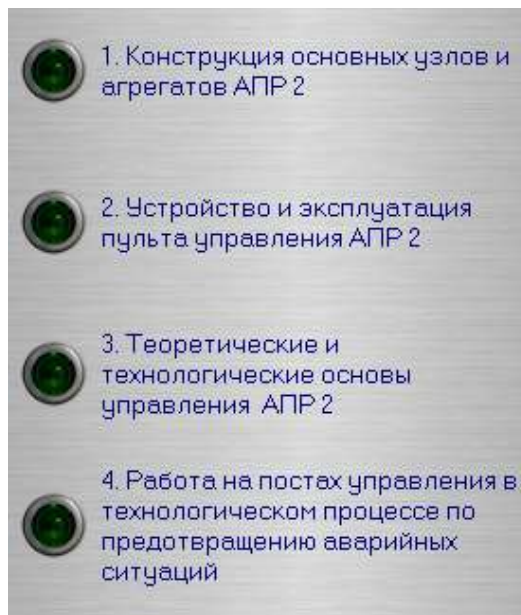 1. Конструкция основных узлов и
агрегатов АПР 2
2. Устройство и эксплуатация
пульта управления АПР 2
3. Теоретические и
технологические основы
управления АПР 2
4. Работа на постах управления в
технологическом процессе по
предотвращению аварийных
ситуаций